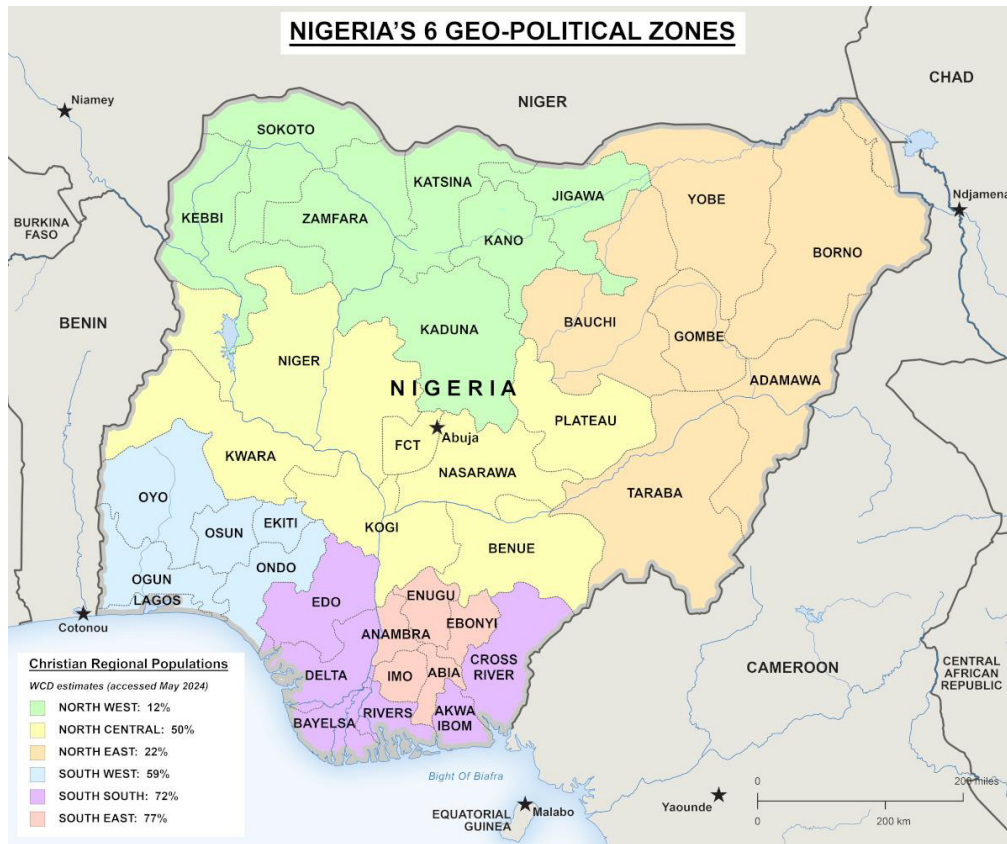 NIGERIA'S 6 GEO-POLITICAL ZONES
CHAD
Niamey
NIGER
SOKOTO
KATSINA
JIGAWA
YOBE
Ndjamena
KEBBI
ZAMFARA
BURKINA
FASO
KANO
BORNO
BENIN
BAUCHI
KADUNA
GOMBE
NIGER
ADAMAWA
NIGERIA
PLATEAU
FCT
Abuja
KWARA
NASARAWA
OYO
TARABA
OSUN
EKITI
KOGI
BENUE
ONDO
OGUN
LAGOS
EDO
ENUGU
Cotonou
EBONYI
ANAMBRA
CROSS
RIVER
DELTA
IMO
ABIA
CAMEROON
CENTRAL
AFRICAN
REPUBLIC
RIVERS
AKWA
IBOM
BAYELSA
Bight Of Biafra
EQUATORIAL
GUINEA
Malabo
Yaounde
0
200 miles
0
200 km
Christian Regional Populations
WCD estimates (accessed May 2024)
NORTH WEST: 12%
NORTH CENTRAL: 50%
NORTH EAST: 22%
SOUTH WEST: 59%
SOUTH SOUTH: 72%
SOUTH EAST: 77%